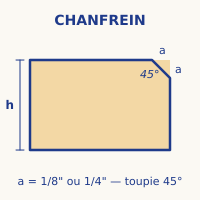 CHANFREIN
a
45° a
h
a = 1/8" ou 1/4" — toupie 45°